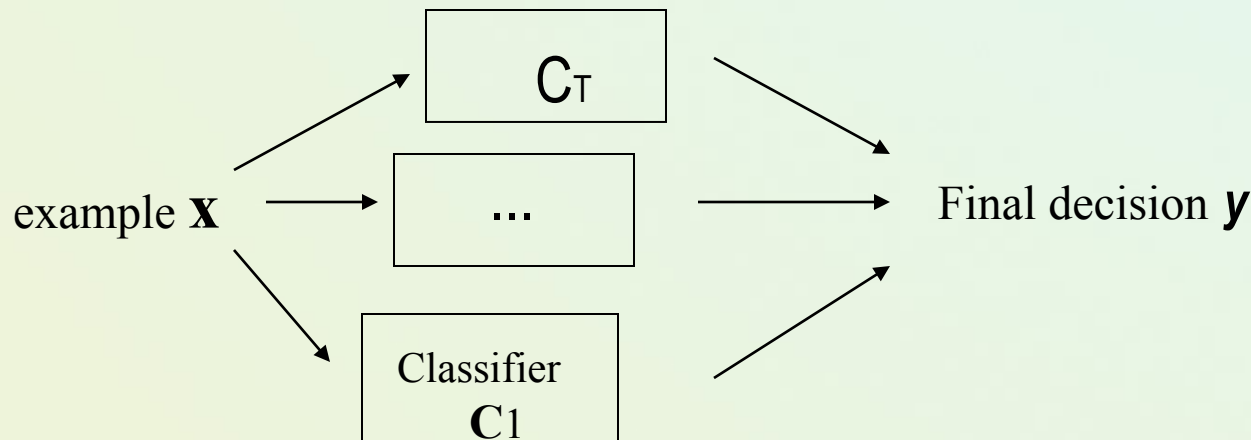 CT
example x
...
Final decision y
Classifier
C1